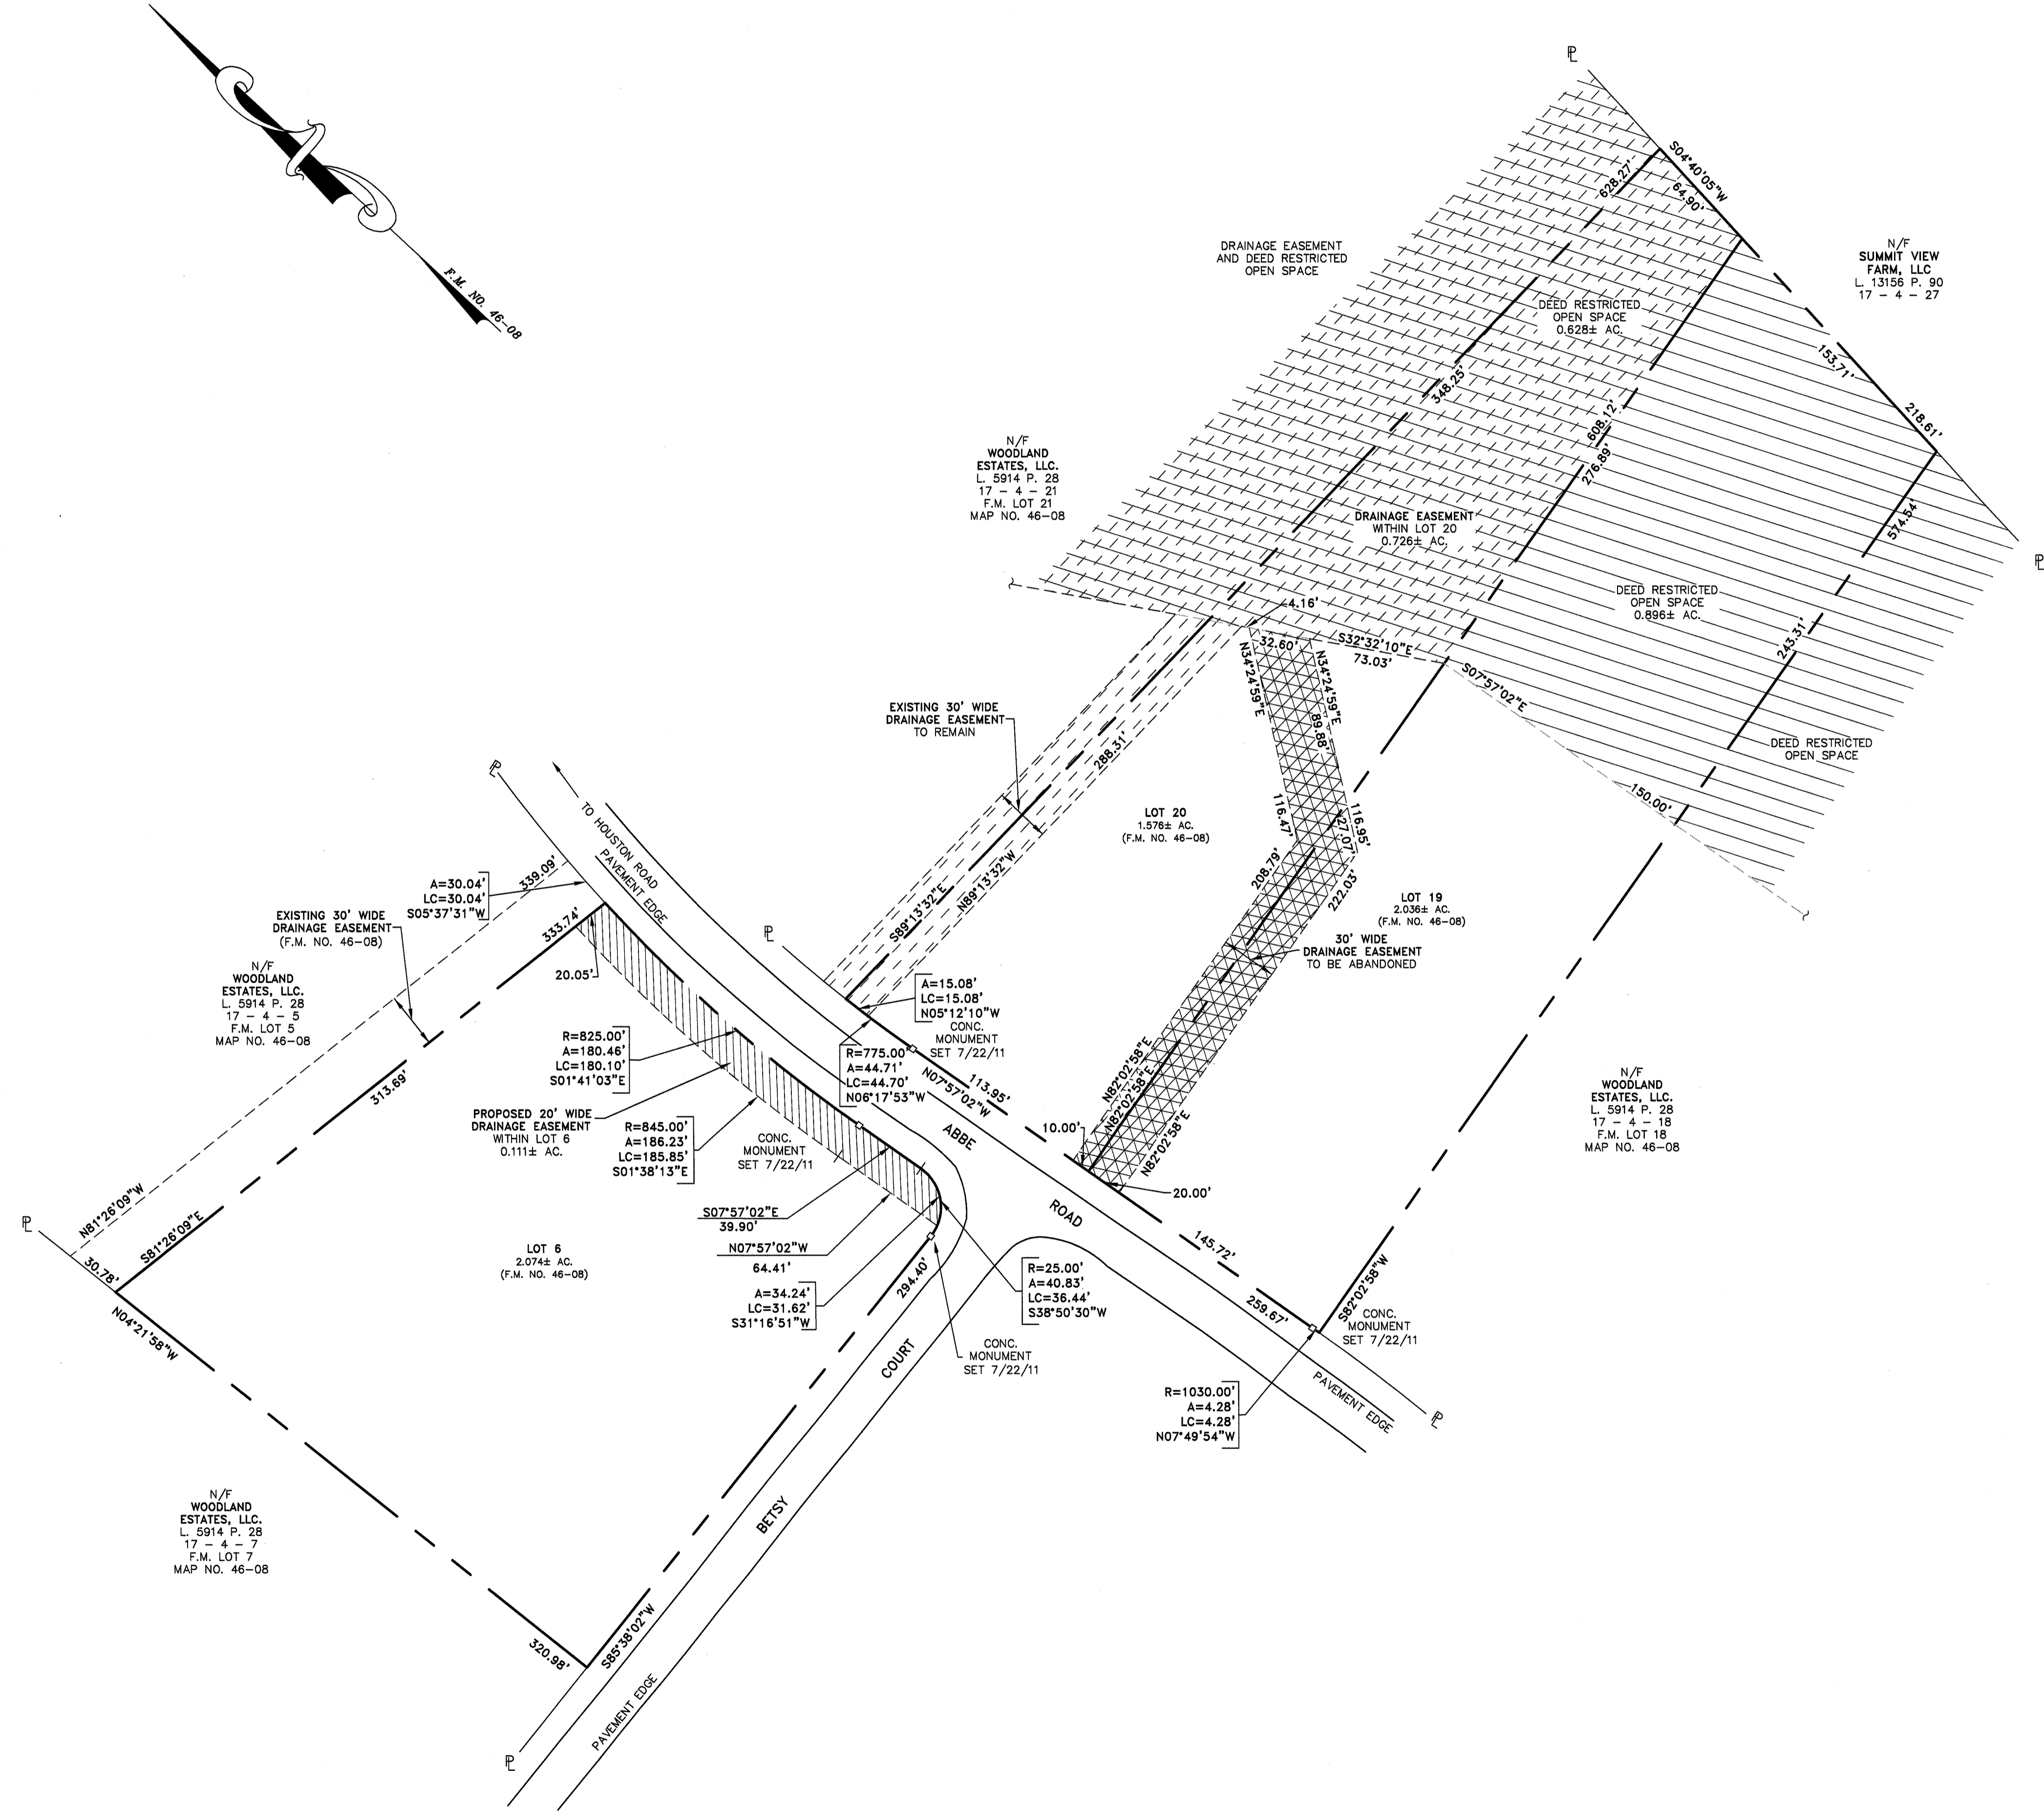 F.M. NO. 46-08
P̲L
S04°40'05"W
64.90'
628.27'
N/F
SUMMIT VIEW
FARM, LLC
L. 13156 P. 90
17 - 4 - 27
DRAINAGE EASEMENT
AND DEED RESTRICTED
OPEN SPACE
DEED RESTRICTED
OPEN SPACE
0.628± AC.
153.71'
218.61'
348.25'
608.12'
276.89'
574.54'
N/F
WOODLAND
ESTATES, LLC.
L. 5914 P. 28
17 - 4 - 21
F.M. LOT 21
MAP NO. 46-08
DRAINAGE EASEMENT
WITHIN LOT 20
0.726± AC.
PL
DEED RESTRICTED
OPEN SPACE
0.896± AC.
4.16'
32.60'
S32°32'10"E
73.03'
243.31'
N34°24'59"E
N34°24'59"E
89.88'
S07°57'02"E
EXISTING 30' WIDE
DRAINAGE EASEMENT
TO REMAIN
288.31'
DEED RESTRICTED
OPEN SPACE
150.00'
PL
TO HOUSTON ROAD
PAVEMENT EDGE
LOT 20
1.576± AC.
(F.M. NO. 46-08)
116.47'
116.95'
27.07'
208.79'
222.03'
S89°13'32"E
N89°13'32"W
LOT 19
2.036± AC.
(F.M. NO. 46-08)
30' WIDE
DRAINAGE EASEMENT
TO BE ABANDONED
339.09'
A=30.04'
LC=30.04'
S05°37'31"W
EXISTING 30' WIDE
DRAINAGE EASEMENT
(F.M. NO. 46-08)
333.74'
20.05'
PL
N/F
WOODLAND
ESTATES, LLC.
L. 5914 P. 28
17 - 4 - 5
F.M. LOT 5
MAP NO. 46-08
A=15.08'
LC=15.08'
N05°12'10"W
CONC.
MONUMENT
SET 7/22/11
R=825.00'
A=180.46'
LC=180.10'
S01°41'03"E
R=775.00'
A=44.71'
LC=44.70'
N06°17'53"W
N07°57'02"W
113.95'
313.69'
N82°02'58"E
N82°02'58"E
N82°02'58"E
10.00'
20.00'
PROPOSED 20' WIDE
DRAINAGE EASEMENT
WITHIN LOT 6
0.111± AC.
R=845.00'
A=186.23'
LC=185.85'
S01°38'13"E
CONC.
MONUMENT
SET 7/22/11
ABBE
ROAD
N/F
WOODLAND
ESTATES, LLC.
L. 5914 P. 28
17 - 4 - 18
F.M. LOT 18
MAP NO. 46-08
PL
N81°26'09"W
S81°26'09"E
30.78'
S07°57'02"E
39.90'
N07°57'02"W
64.41'
LOT 6
2.074± AC.
(F.M. NO. 46-08)
145.72'
259.67'
S82°02'58"W
A=34.24'
LC=31.62'
S31°16'51"W
294.40'
R=25.00'
A=40.83'
LC=36.44'
S38°50'30"W
CONC.
MONUMENT
SET 7/22/11
CONC.
MONUMENT
SET 7/22/11
N04°21'58"W
COURT
R=1030.00'
A=4.28'
LC=4.28'
N07°49'54"W
PAVEMENT EDGE
PL
N/F
WOODLAND
ESTATES, LLC.
L. 5914 P. 28
17 - 4 - 7
F.M. LOT 7
MAP NO. 46-08
BETSY
320.98'
S85°38'02"W
PAVEMENT EDGE
PL